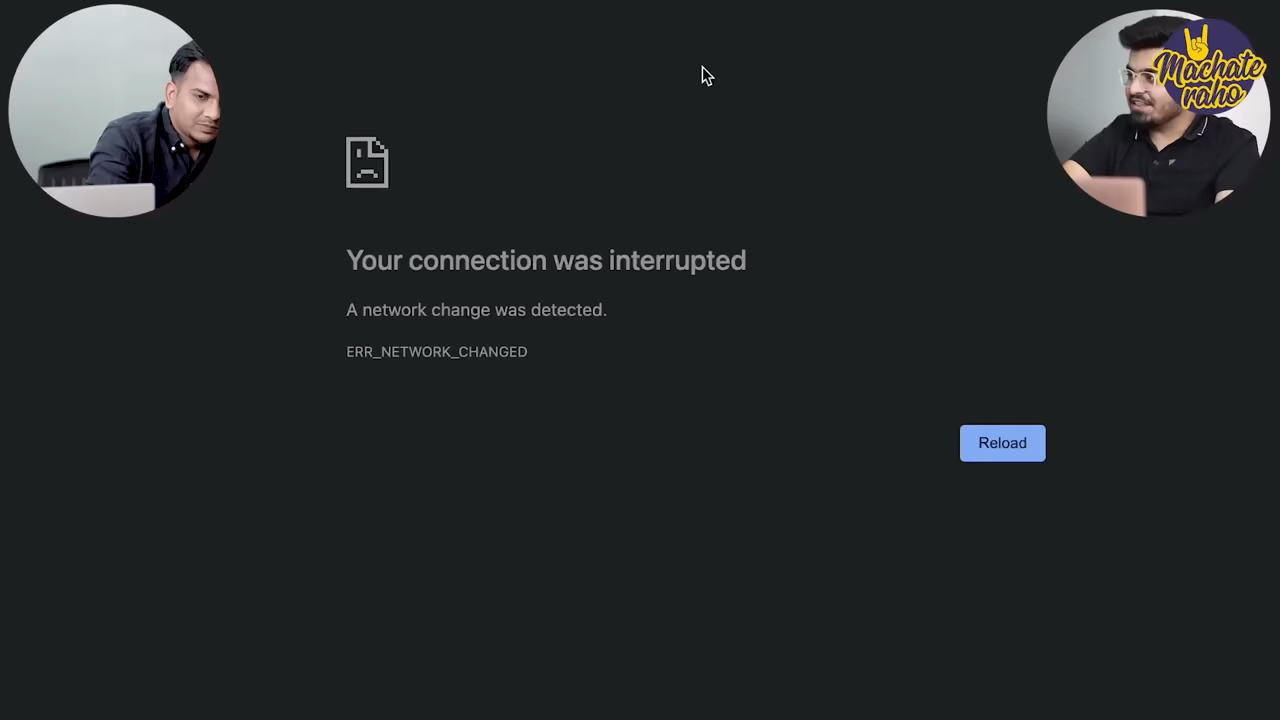 Machate
raho
Your connection was interrupted
A network change was detected.
ERR_NETWORK_CHANGED
Reload